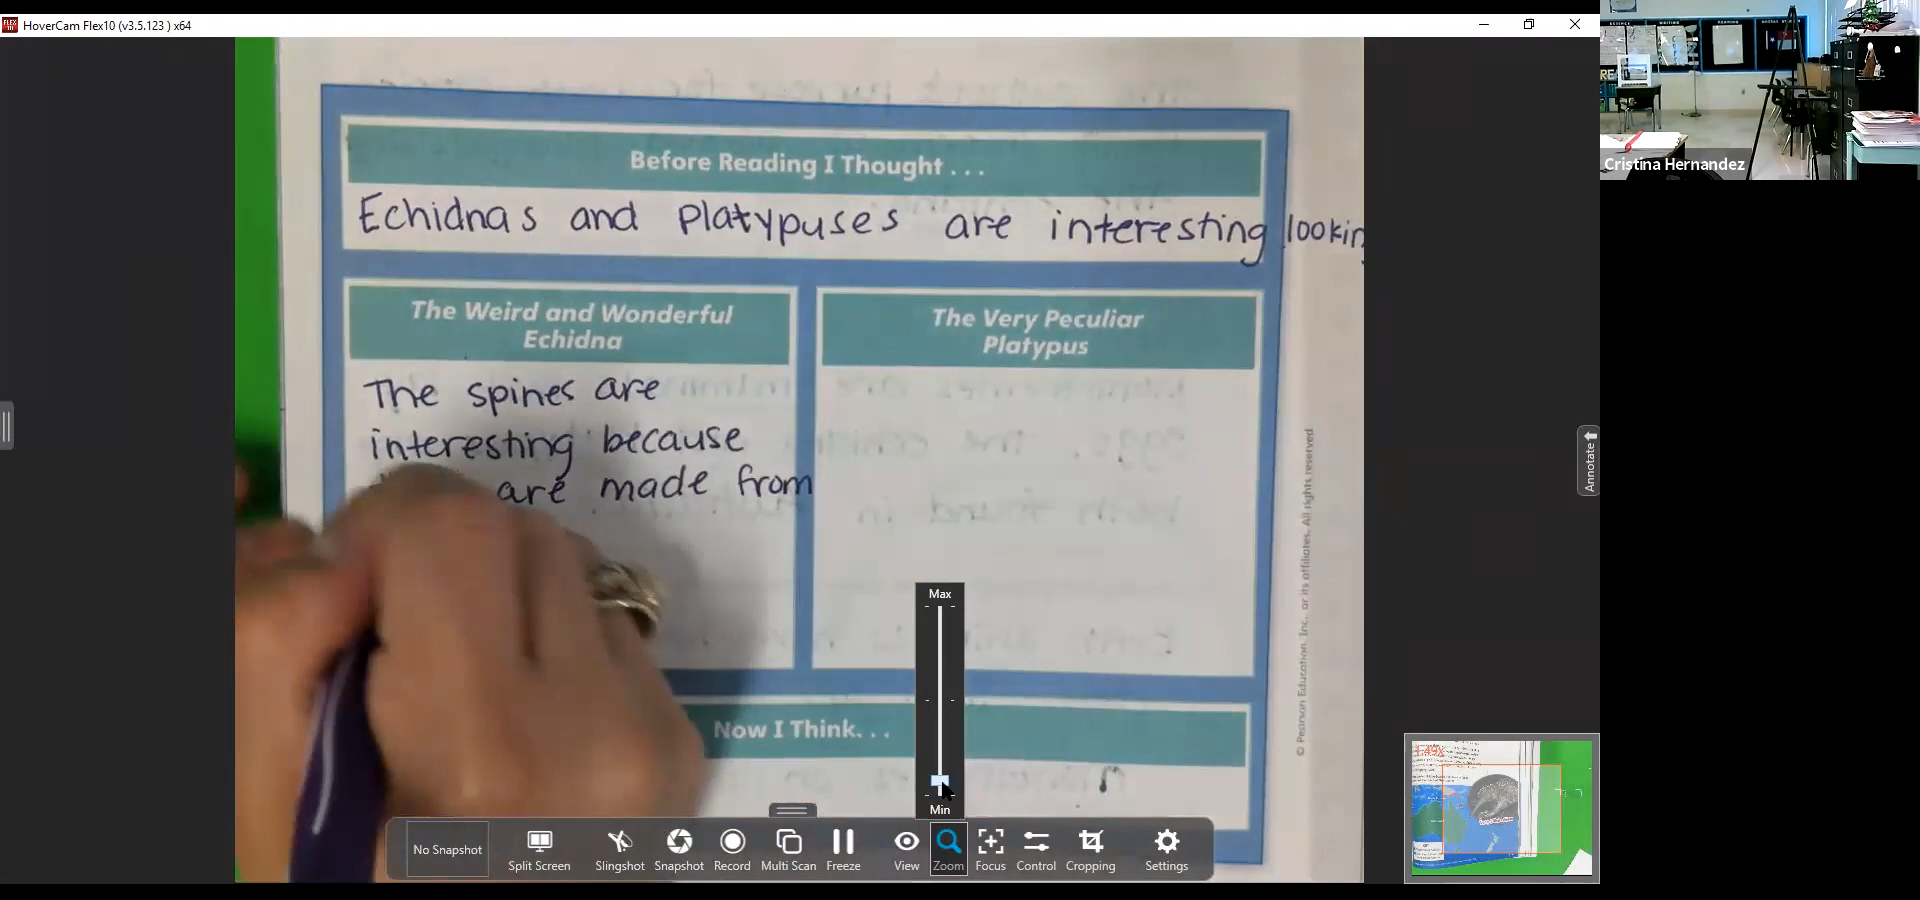 HoverCam Flex10 (v3.5.123 ) x64
Cristina Hernandez
Before Reading I Thought . . .
Echidnas and Platypuses are interesting lookin
The Weird and Wonderful
Echidna
The spines are
interesting because
are made from
The Very Peculiar
Platypus
Now I Think. . .
© Pearson Education, Inc., or its affiliates. All rights reserved
Annotate
Max
Min
1.49x
No Snapshot
Split Screen
Slingshot
Snapshot
Record
Multi Scan
Freeze
View
Zoom
Focus
Control
Cropping
Settings